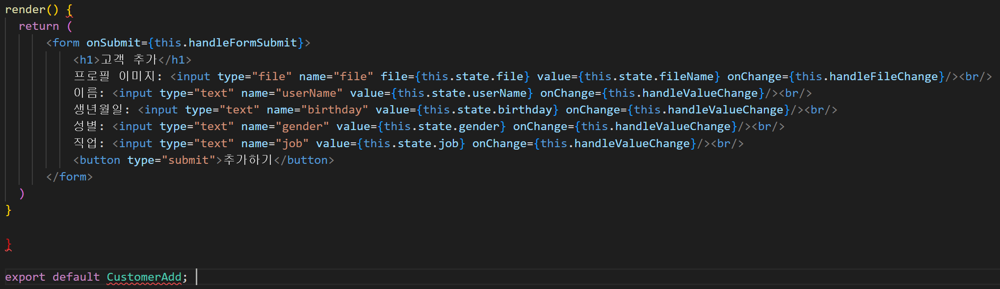 render() {
return (
<form onSubmit={this.handleFormSubmit}>
<h1>고객 추가</h1>
프로필 이미지: <input type="file" name="file" file={this.state.file} value={this.state.fileName} onChange={this.handleFileChange}/><br/>
이름: <input type="text" name="userName" value={this.state.userName} onChange={this.handleValueChange}/><br/>
생년월일: <input type="text" name="birthday" value={this.state.birthday} onChange={this.handleValueChange}/><br/>
성별: <input type="text" name="gender" value={this.state.gender} onChange={this.handleValueChange}/><br/>
직업: <input type="text" name="job" value={this.state.job} onChange={this.handleValueChange}/><br/>
<button type="submit">추가하기</button>
</form>
)
}
}
export default CustomerAdd;